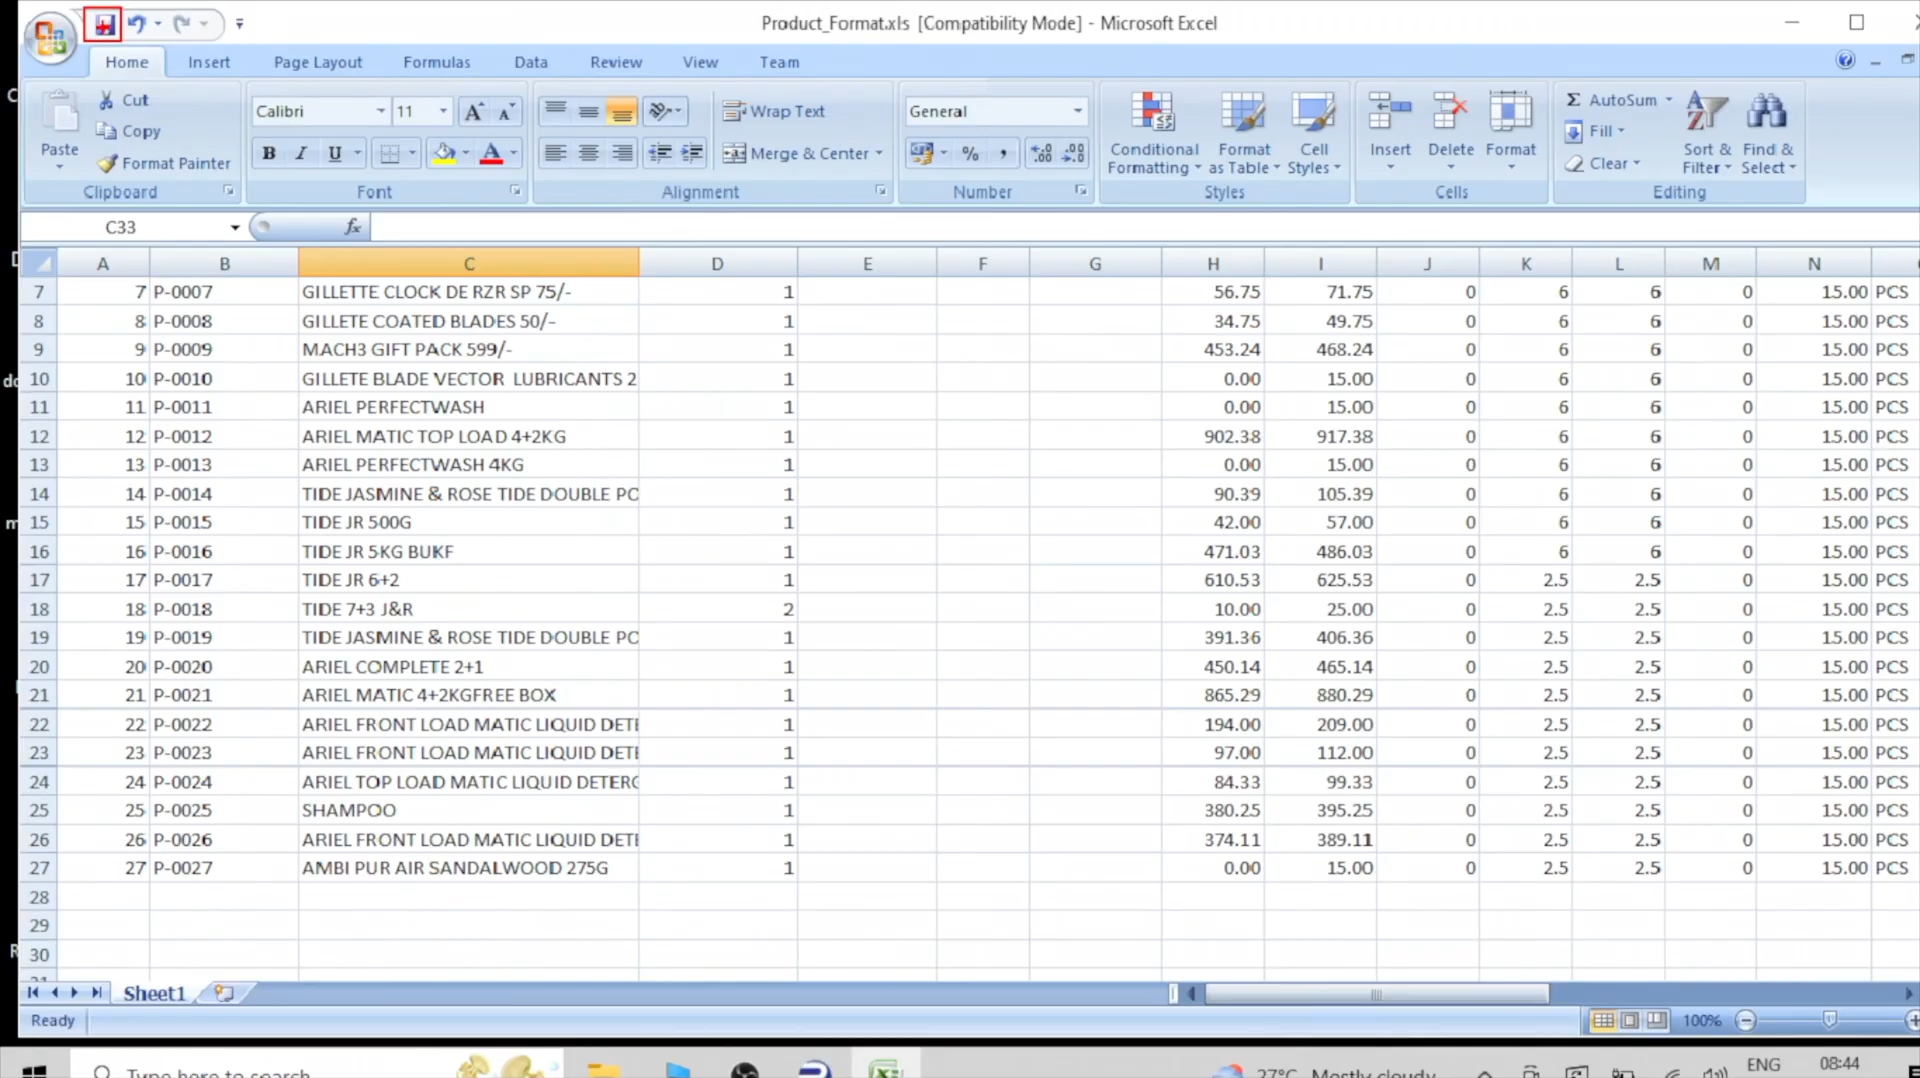 Product_Format.xls [Compatibility Mode] - Microsoft Excel
Home Insert Page Layout Formulas Data Review View Team
Paste Cut Copy Format Painter
Clipboard
Calibri 11
B I U A
Font
Wrap Text
Merge & Center
Alignment
General
% ,
Number
Conditional Formatting Format as Table Cell Styles
Styles
Insert Delete Format
Cells
Σ AutoSum
Fill
Clear
Sort & Filter Find & Select
Editing
C33 fx
A B C D E F G H I J K L M N
7 7 P-0007 GILLETTE CLOCK DE RZR SP 75/- 1 56.75 71.75 0 6 6 0 15.00 PCS
8 8 P-0008 GILLETE COATED BLADES 50/- 1 34.75 49.75 0 6 6 0 15.00 PCS
9 9 P-0009 MACH3 GIFT PACK 599/- 1 453.24 468.24 0 6 6 0 15.00 PCS
10 10 P-0010 GILLETE BLADE VECTOR LUBRICANTS 2 1 0.00 15.00 0 6 6 0 15.00 PCS
11 11 P-0011 ARIEL PERFECTWASH 1 0.00 15.00 0 6 6 0 15.00 PCS
12 12 P-0012 ARIEL MATIC TOP LOAD 4+2KG 1 902.38 917.38 0 6 6 0 15.00 PCS
13 13 P-0013 ARIEL PERFECTWASH 4KG 1 0.00 15.00 0 6 6 0 15.00 PCS
14 14 P-0014 TIDE JASMINE & ROSE TIDE DOUBLE PO 1 90.39 105.39 0 6 6 0 15.00 PCS
15 15 P-0015 TIDE JR 500G 1 42.00 57.00 0 6 6 0 15.00 PCS
16 16 P-0016 TIDE JR 5KG BUKF 1 471.03 486.03 0 6 6 0 15.00 PCS
17 17 P-0017 TIDE JR 6+2 1 610.53 625.53 0 2.5 2.5 0 15.00 PCS
18 18 P-0018 TIDE 7+3 J&R 2 10.00 25.00 0 2.5 2.5 0 15.00 PCS
19 19 P-0019 TIDE JASMINE & ROSE TIDE DOUBLE PO 1 391.36 406.36 0 2.5 2.5 0 15.00 PCS
20 20 P-0020 ARIEL COMPLETE 2+1 1 450.14 465.14 0 2.5 2.5 0 15.00 PCS
21 21 P-0021 ARIEL MATIC 4+2KGFREE BOX 1 865.29 880.29 0 2.5 2.5 0 15.00 PCS
22 22 P-0022 ARIEL FRONT LOAD MATIC LIQUID DETE 1 194.00 209.00 0 2.5 2.5 0 15.00 PCS
23 23 P-0023 ARIEL FRONT LOAD MATIC LIQUID DETE 1 97.00 112.00 0 2.5 2.5 0 15.00 PCS
24 24 P-0024 ARIEL TOP LOAD MATIC LIQUID DETERG 1 84.33 99.33 0 2.5 2.5 0 15.00 PCS
25 25 P-0025 SHAMPOO 1 380.25 395.25 0 2.5 2.5 0 15.00 PCS
26 26 P-0026 ARIEL FRONT LOAD MATIC LIQUID DETE 1 374.11 389.11 0 2.5 2.5 0 15.00 PCS
27 27 P-0027 AMBI PUR AIR SANDALWOOD 275G 1 0.00 15.00 0 2.5 2.5 0 15.00 PCS
28
29
30
Sheet1
Ready 100%
Type here to search 27°C Mostly cloudy ENG 08:44